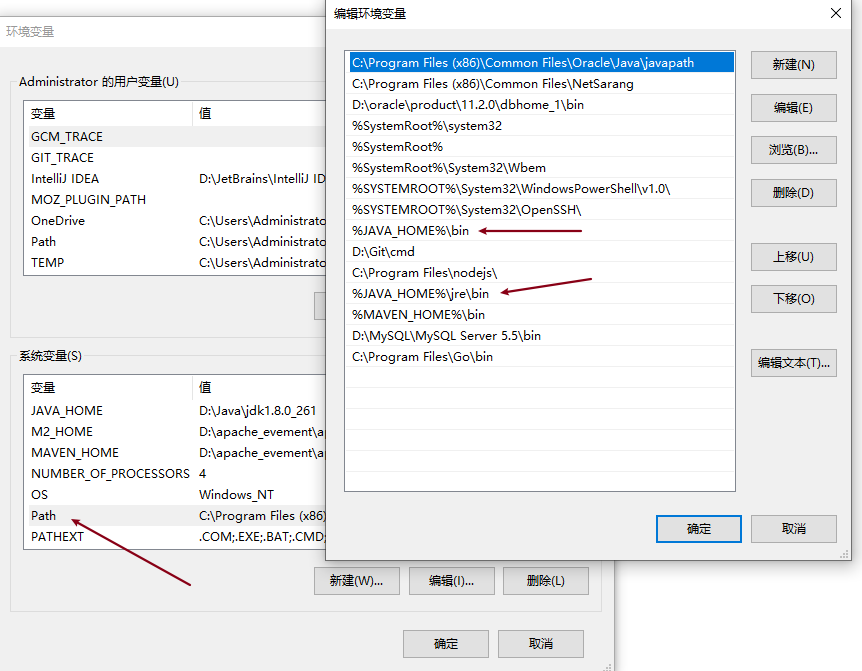 环境变量
Administrator 的用户变量(U)
变量 值
GCM_TRACE
GIT_TRACE
IntelliJ IDEA D:\JetBrains\IntelliJ ID
MOZ_PLUGIN_PATH
OneDrive C:\Users\Administrato
Path C:\Users\Administrato
TEMP C:\Users\Administrato
系统变量(S)
变量 值
JAVA_HOME D:\Java\jdk1.8.0_261
M2_HOME D:\apache_evement\ap
MAVEN_HOME D:\apache_evement\ap
NUMBER_OF_PROCESSORS 4
OS Windows_NT
Path C:\Program Files (x86)
PATHEXT .COM;.EXE;.BAT;.CMD;
新建(W)... 编辑(I)... 删除(L)
确定 取消
编辑环境变量
C:\Program Files (x86)\Common Files\Oracle\Java\javapath
C:\Program Files (x86)\Common Files\NetSarang
D:\oracle\product\11.2.0\dbhome_1\bin
%SystemRoot%\system32
%SystemRoot%
%SystemRoot%\System32\Wbem
%SYSTEMROOT%\System32\WindowsPowerShell\v1.0\
%SYSTEMROOT%\System32\OpenSSH\
%JAVA_HOME%\bin
D:\Git\cmd
C:\Program Files\nodejs\
%JAVA_HOME%\jre\bin
%MAVEN_HOME%\bin
D:\MySQL\MySQL Server 5.5\bin
C:\Program Files\Go\bin
新建(N)
编辑(E)
浏览(B)...
删除(D)
上移(U)
下移(O)
编辑文本(T)...
确定 取消